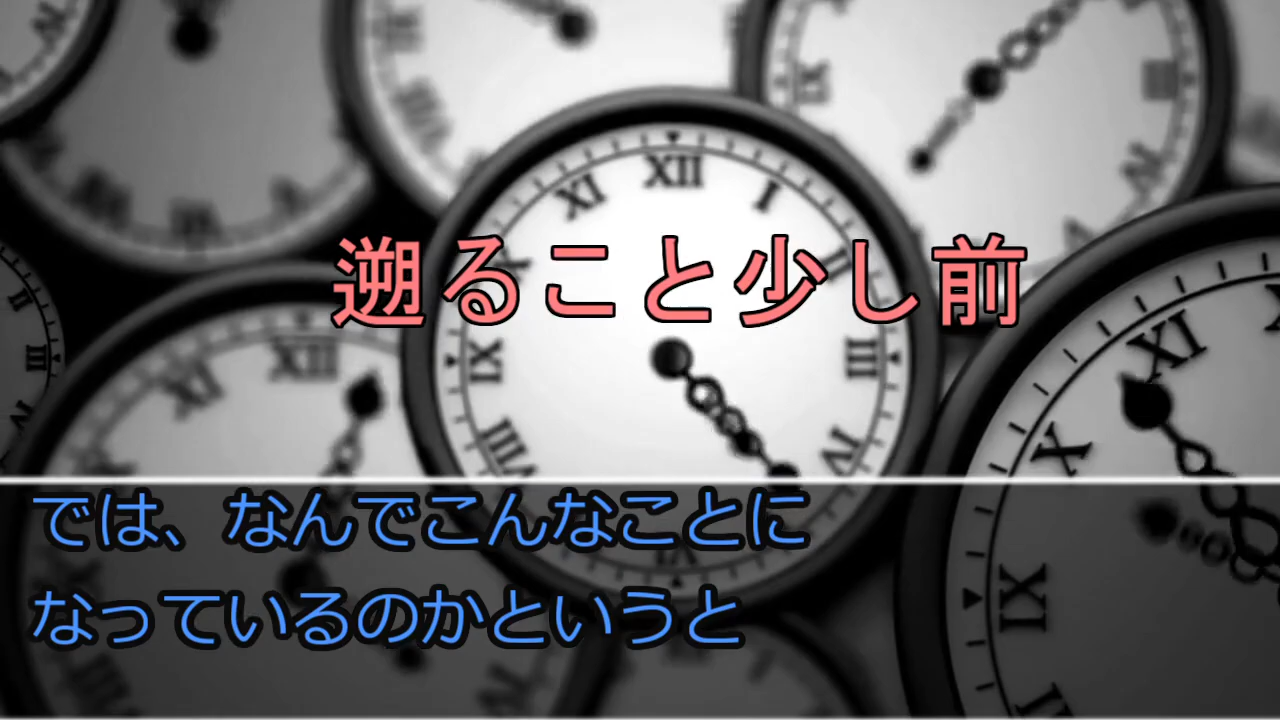 遡ること少し前
では、なんでこんなことに
なっているのかというと